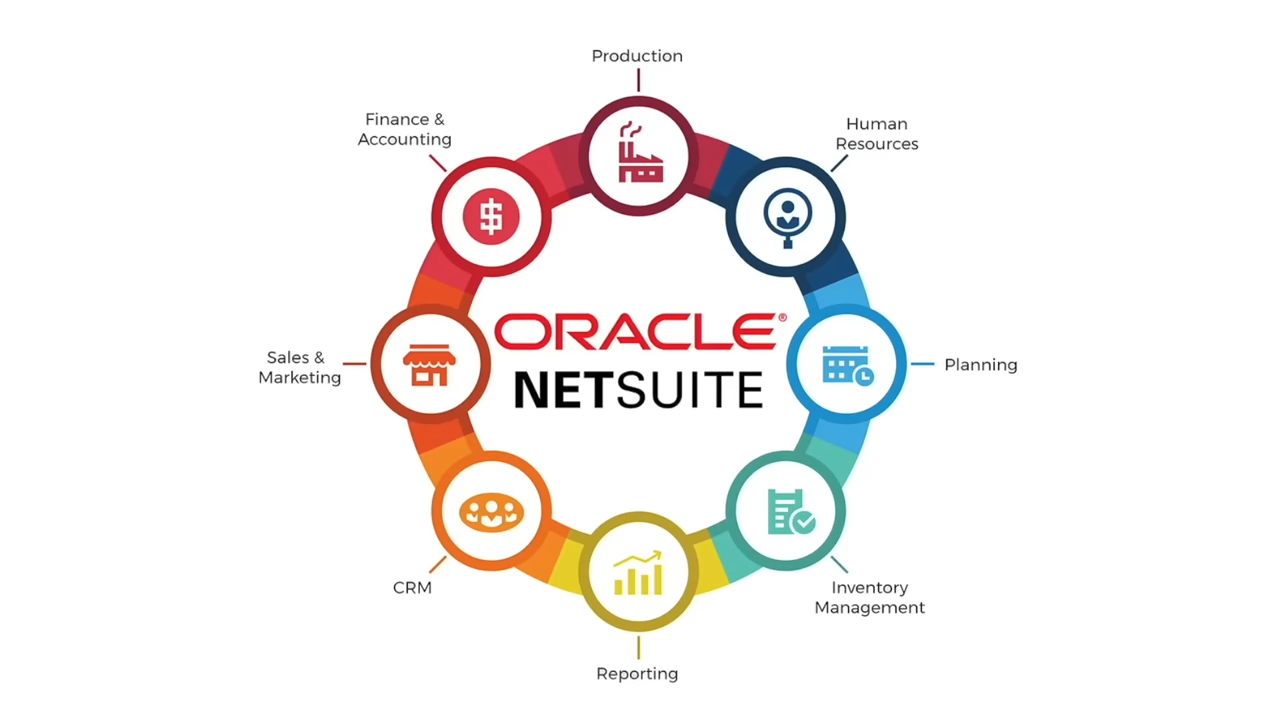 Production
Finance &
Accounting
Human
Resources
ORACLE®
NETSUITE
Sales &
Marketing
Planning
CRM
Inventory
Management
Reporting